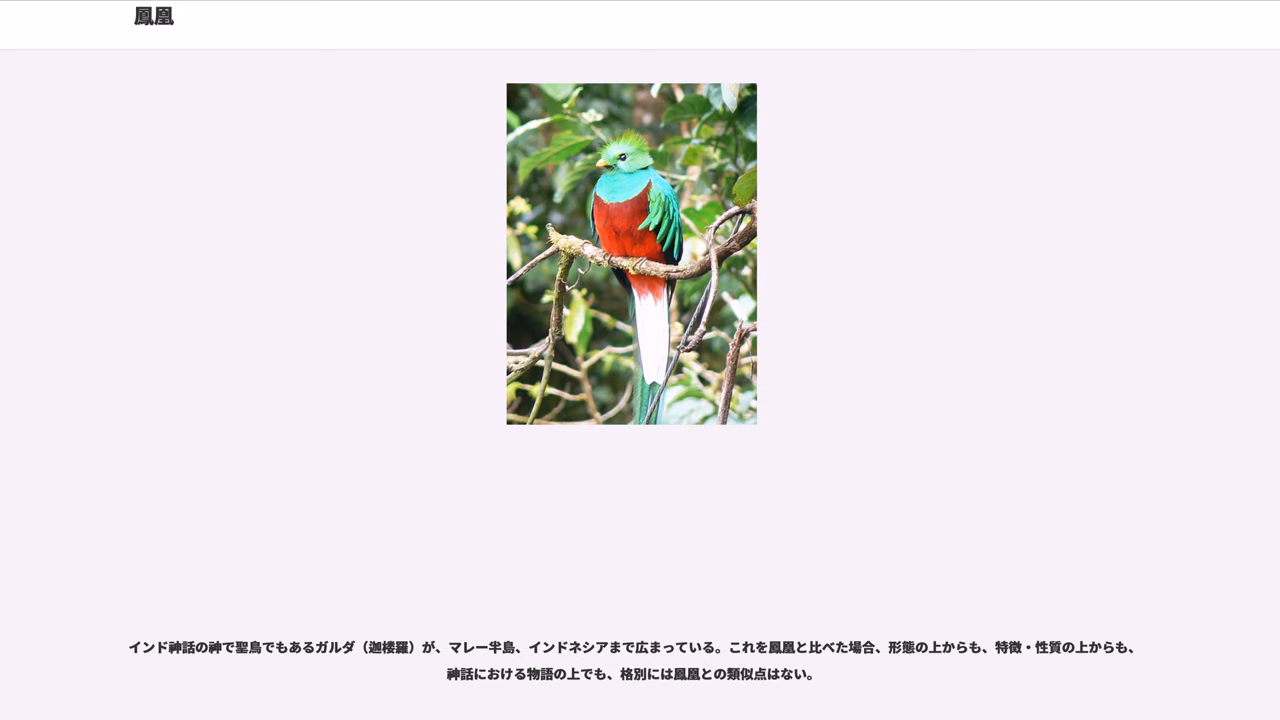 鳳凰
インド神話の神で聖鳥でもあるガルダ（迦楼羅）が、マレー半島、インドネシアまで広まっている。これを鳳凰と比べた場合、形態の上からも、特徴・性質の上からも、
神話における物語の上でも、格別には鳳凰との類似点はない。